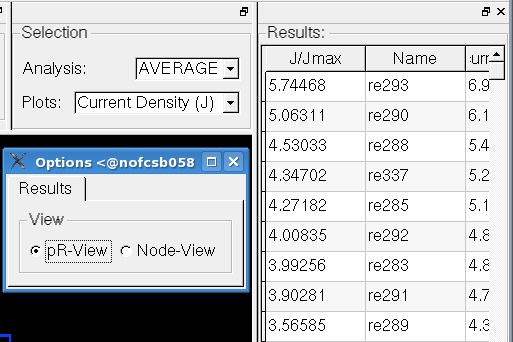 Selection
Analysis: AVERAGE
Plots: Current Density (J)
Options <@nofcsb058
Results
View
pR-View Node-View
Results:
J/Jmax Name
5.74468 re293 6.9
5.06311 re290 6.1
4.53033 re288 5.4
4.34702 re337 5.2
4.27182 re285 5.1
4.00835 re292 4.8
3.99256 re283 4.8
3.90281 re291 4.7
3.56585 re289 4.3